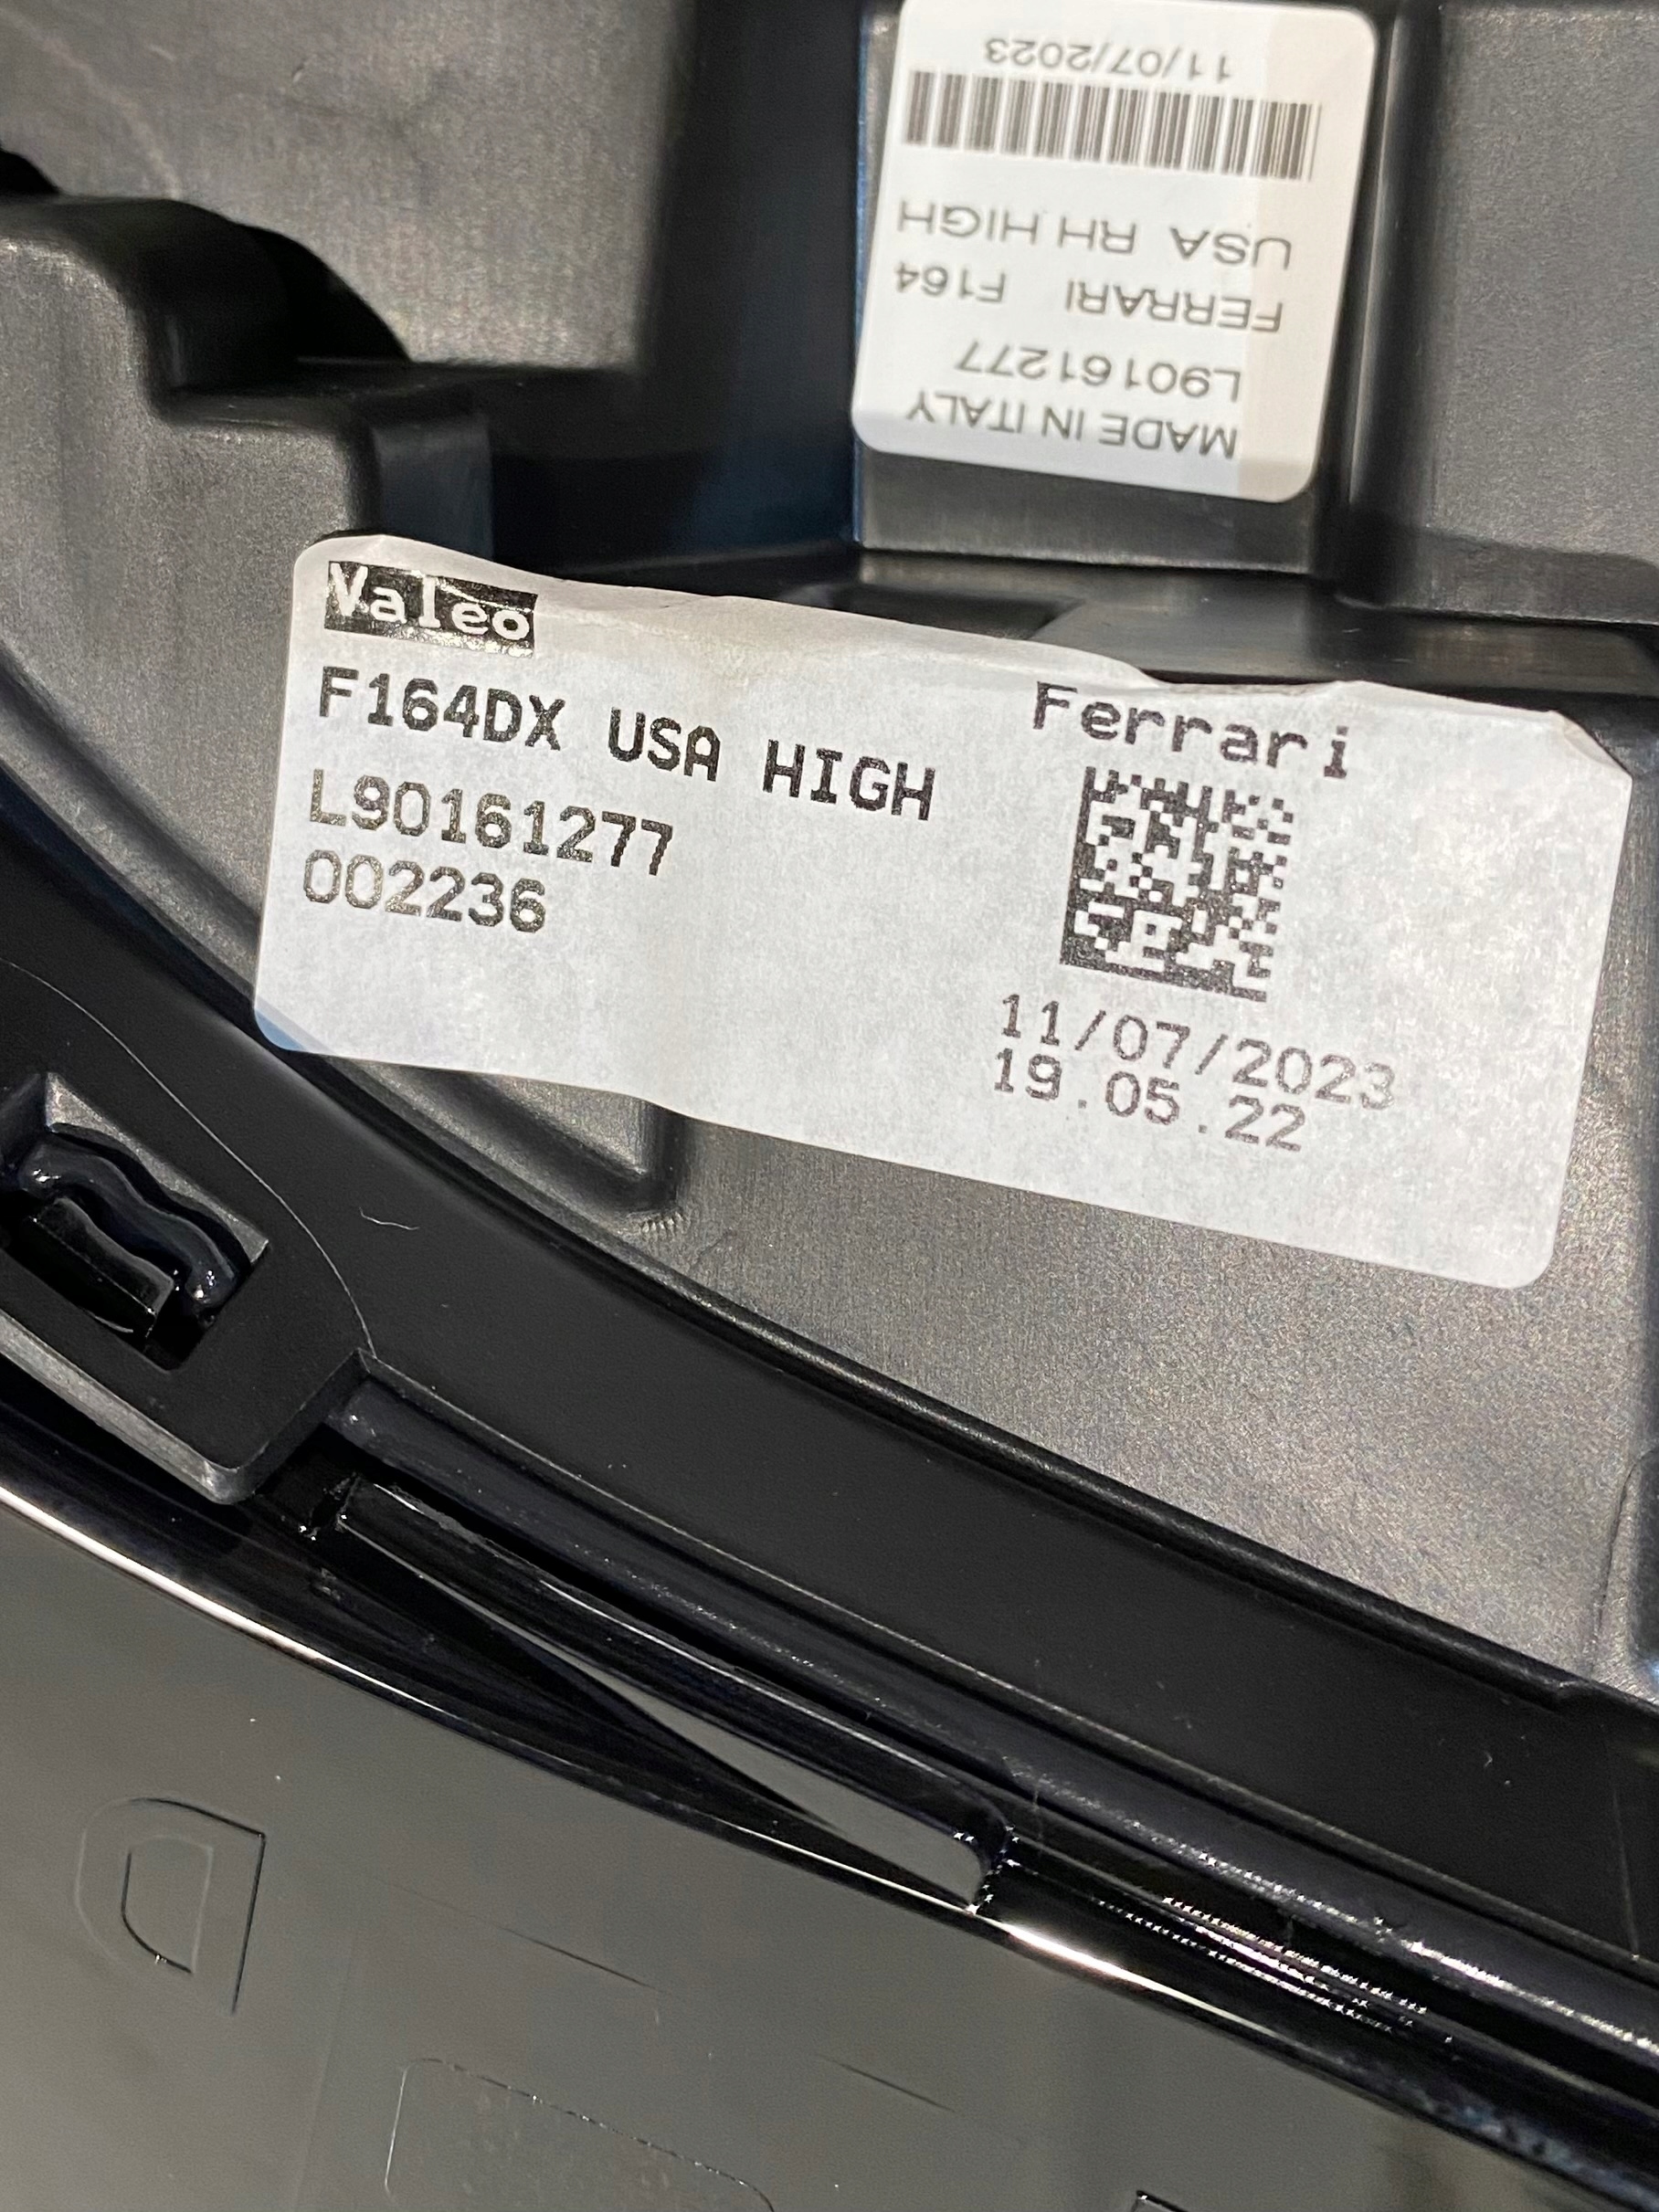 MADE IN ITALY
L90161277
FERRARI F164
USA RH HIGH
11/07/2023
Valeo
F164DX USA HIGH
L90161277
002236
Ferrari
11/07/2023
19.05.22
D